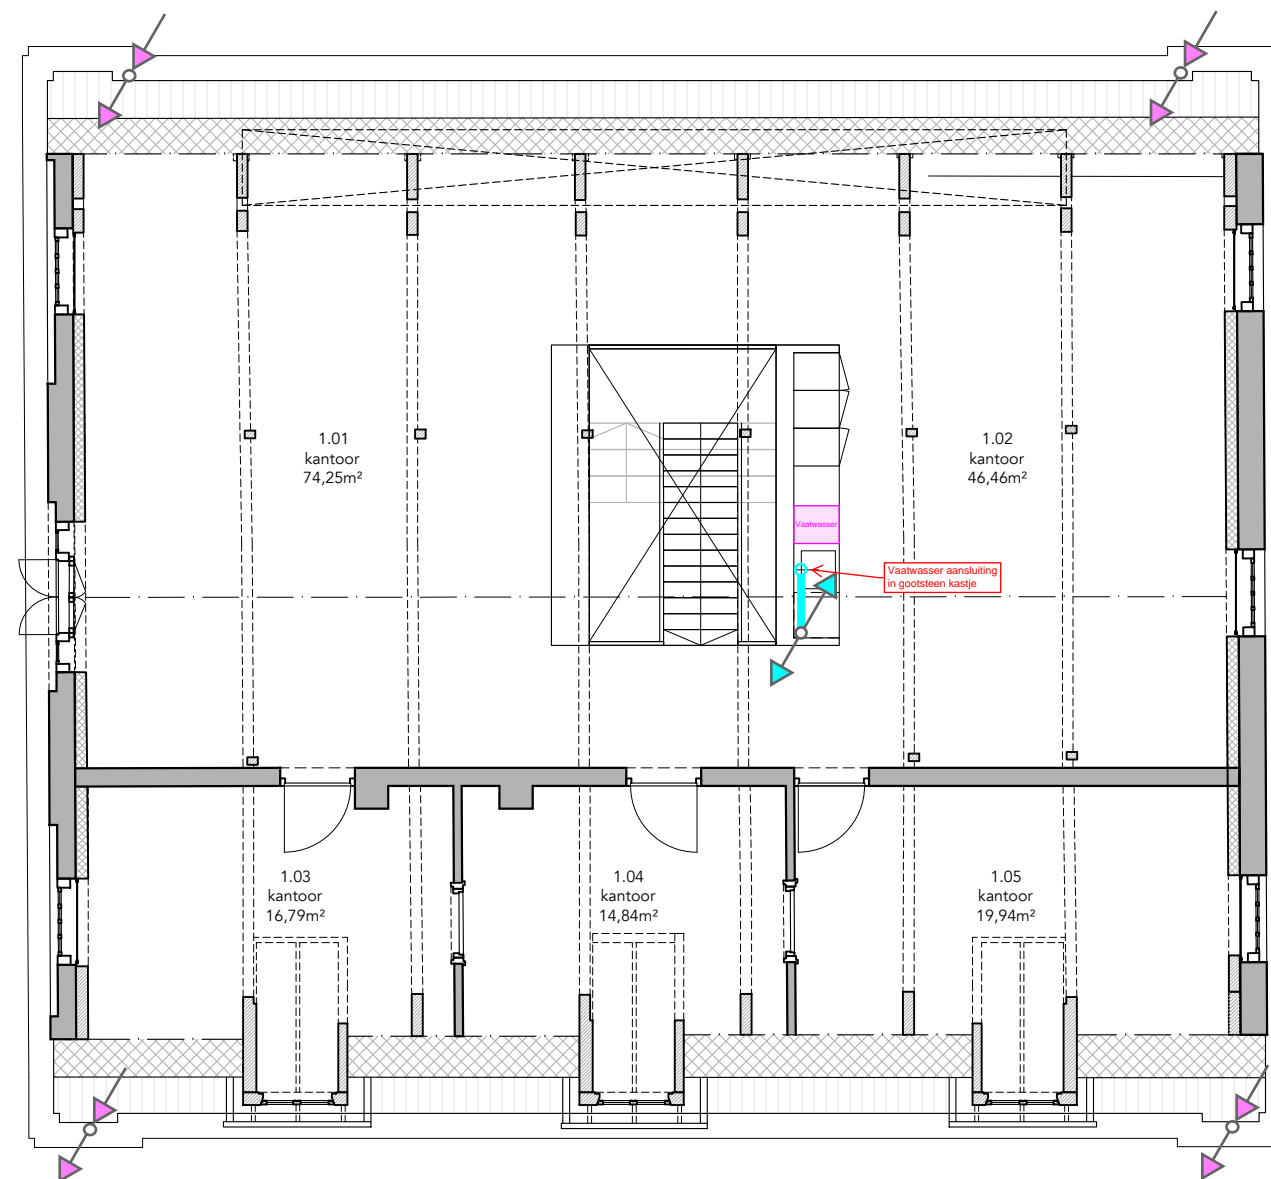 1.01
kantoor
74,25m²
1.02
kantoor
46,46m²
Vaatwasser
Vaatwasser aansluiting
in gootsteen kastje
1.03
kantoor
16,79m²
1.04
kantoor
14,84m²
1.05
kantoor
19,94m²